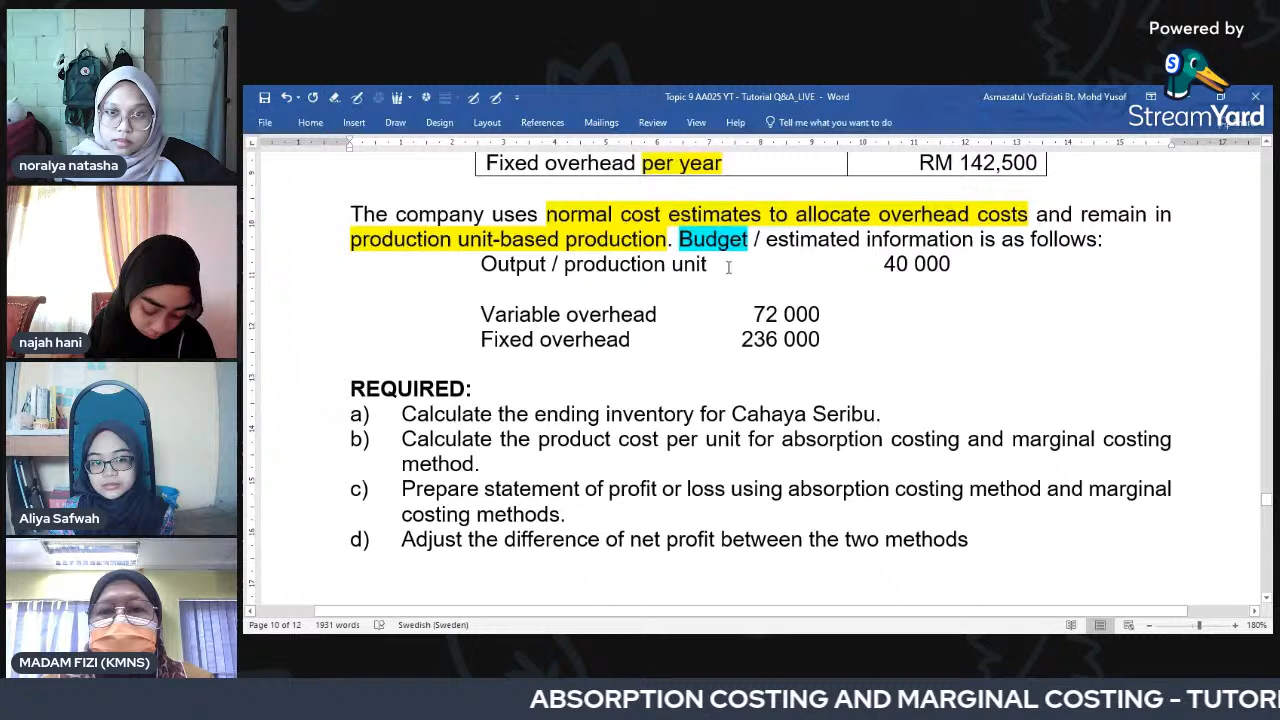 Powered by
S
StreamYard
Topic 9 AA025 YT - Tutorial Q&A_LIVE - Word
Asmazatul Yusfiziati Bt. Mohd Yusof
File Home Insert Draw Design Layout References Mailings Review View Help Tell me what you want to do
Fixed overhead per year RM 142,500
The company uses normal cost estimates to allocate overhead costs and remain in
production unit-based production. Budget / estimated information is as follows:
Output / production unit 40 000
Variable overhead 72 000
Fixed overhead 236 000
REQUIRED:
a) Calculate the ending inventory for Cahaya Seribu.
b) Calculate the product cost per unit for absorption costing and marginal costing
method.
c) Prepare statement of profit or loss using absorption costing method and marginal
costing methods.
d) Adjust the difference of net profit between the two methods
Page 10 of 12 1931 words Swedish (Sweden) 180%
noralya natasha
najah hani
Aliya Safwah
MADAM FIZI (KMNS)
ABSORPTION COSTING AND MARGINAL COSTING - TUTORI